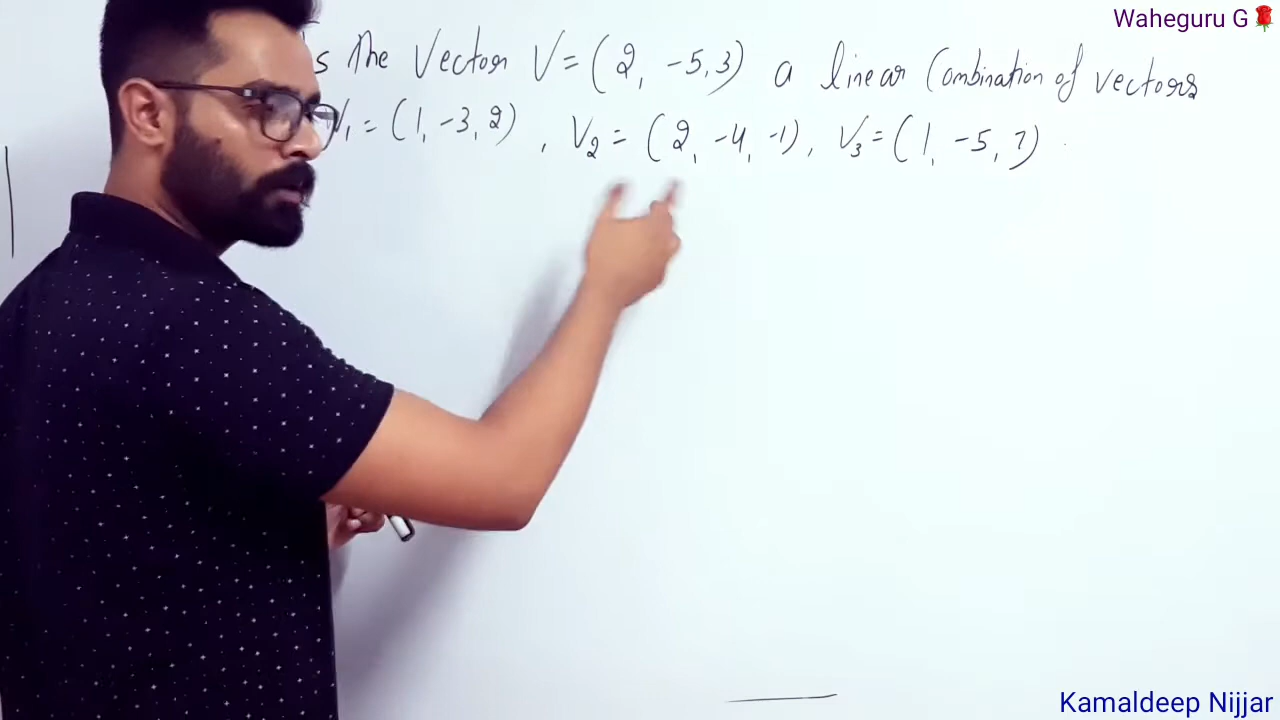 Waheguru G🌹
s the Vector V = (2, -5, 3) a linear Combination of vectors
V₁ = (1, -3, 2), V₂ = (2, -4, -1), V₃ = (1, -5, 7)
Kamaldeep Nijjar